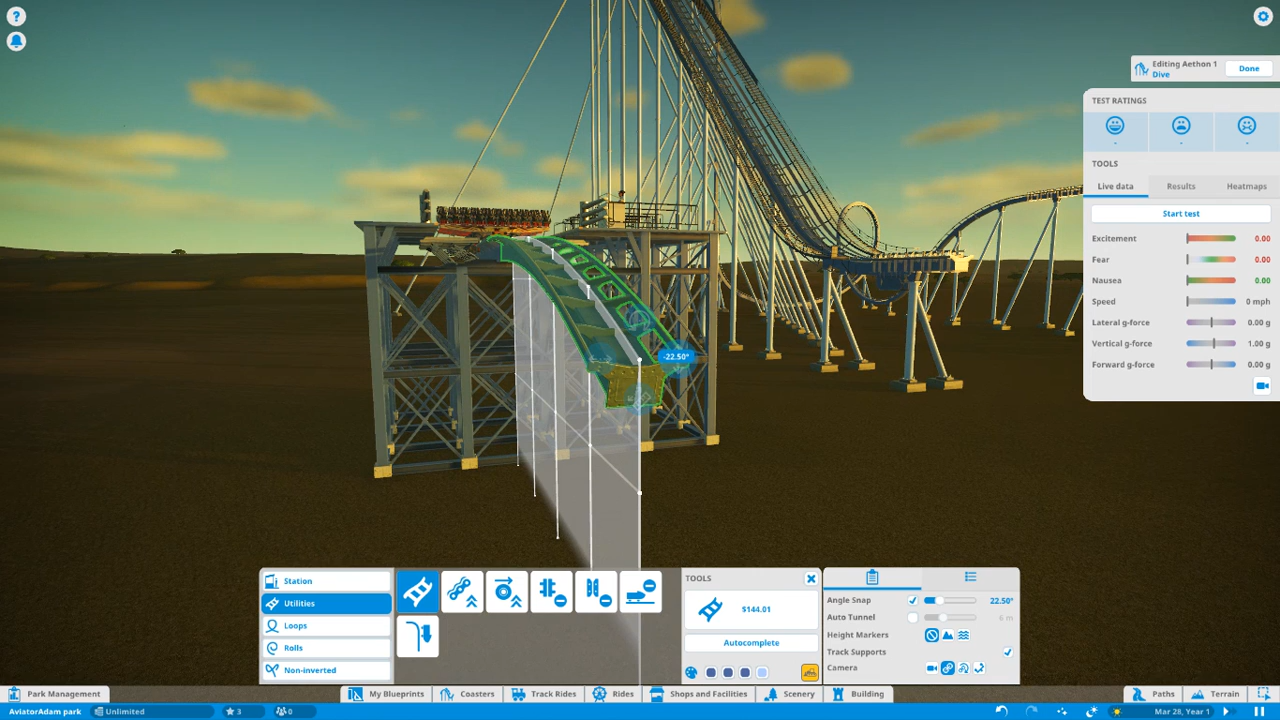 ?
Editing Aethon 1
Dive
Done
TEST RATINGS
- - -
TOOLS
Live data Results Heatmaps
Start test
Excitement 0.00
Fear 0.00
Nausea 0.00
Speed 0 mph
Lateral g-force 0.00 g
Vertical g-force 1.00 g
Forward g-force 0.00 g
-22.50°
Station
Utilities
Loops
Rolls
Non-inverted
TOOLS
$144.01
Autocomplete
Angle Snap 22.50°
Auto Tunnel 6 m
Height Markers
Track Supports
Camera
Park Management My Blueprints Coasters Track Rides Rides Shops and Facilities Scenery Building Paths Terrain
AviatorAdam park Unlimited 3 0 Mar 28, Year 1